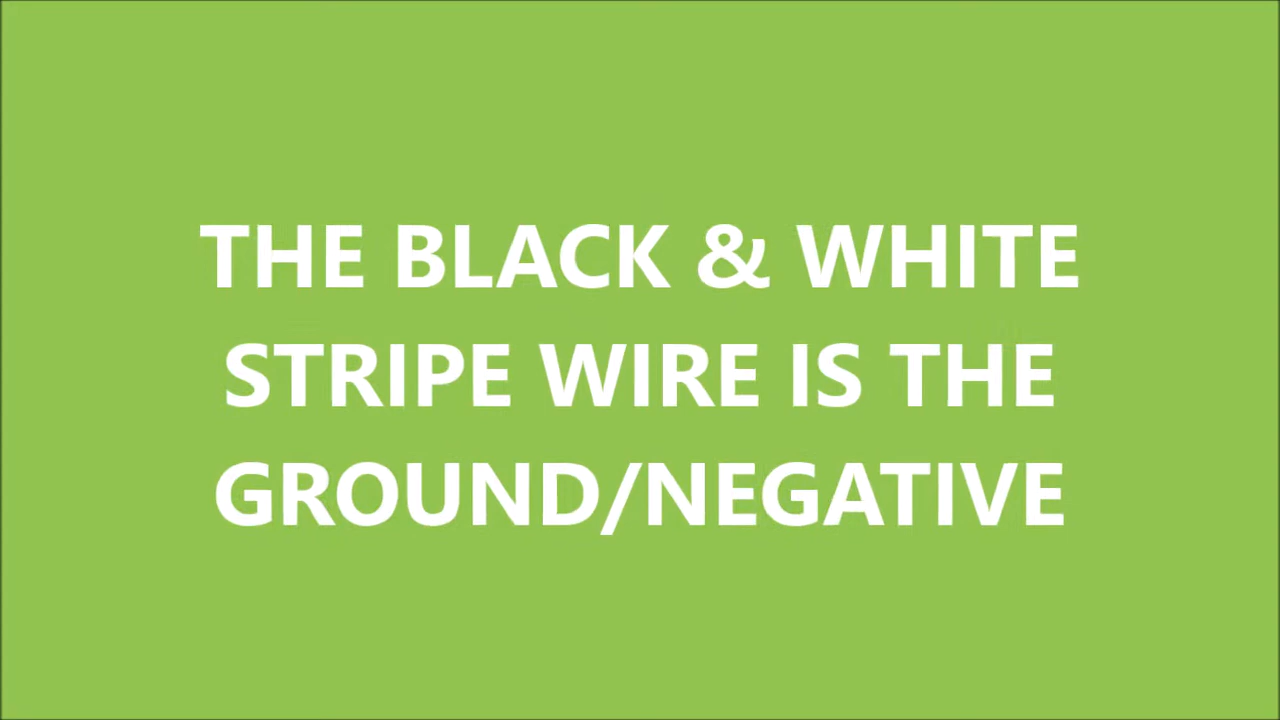 THE BLACK & WHITE
STRIPE WIRE IS THE
GROUND/NEGATIVE